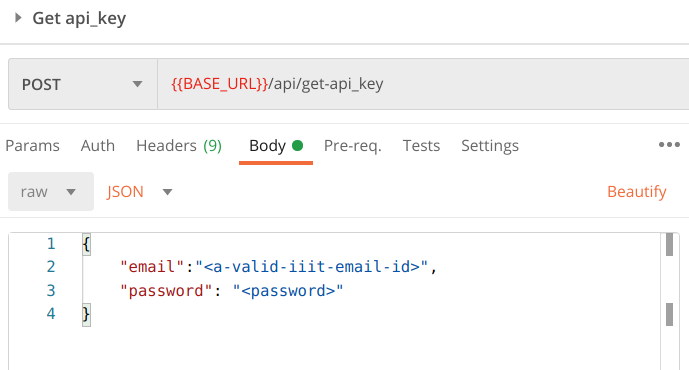 Get api_key
POST {{BASE_URL}}/api/get-api_key
Params Auth Headers (9) Body Pre-req. Tests Settings
raw JSON Beautify
1 {
2 "email":"<a-valid-iiit-email-id>",
3 "password": "<password>"
4 }